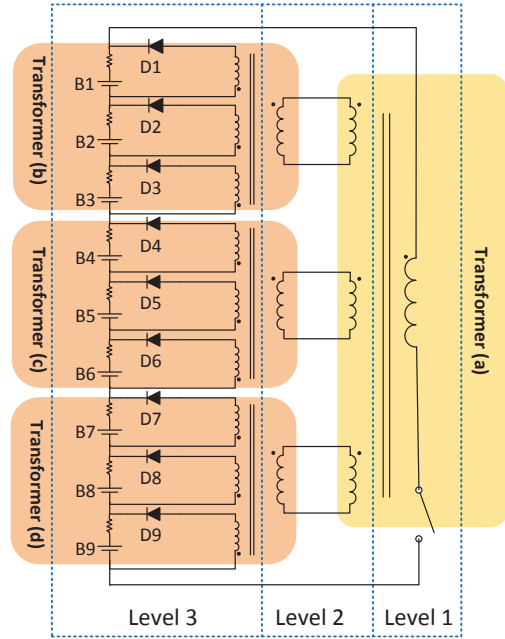 Transformer (b)
B1
D1
B2
D2
B3
D3
Transformer (c)
B4
D4
B5
D5
B6
D6
Transformer (d)
B7
D7
B8
D8
B9
D9
Transformer (a)
Level 3
Level 2
Level 1